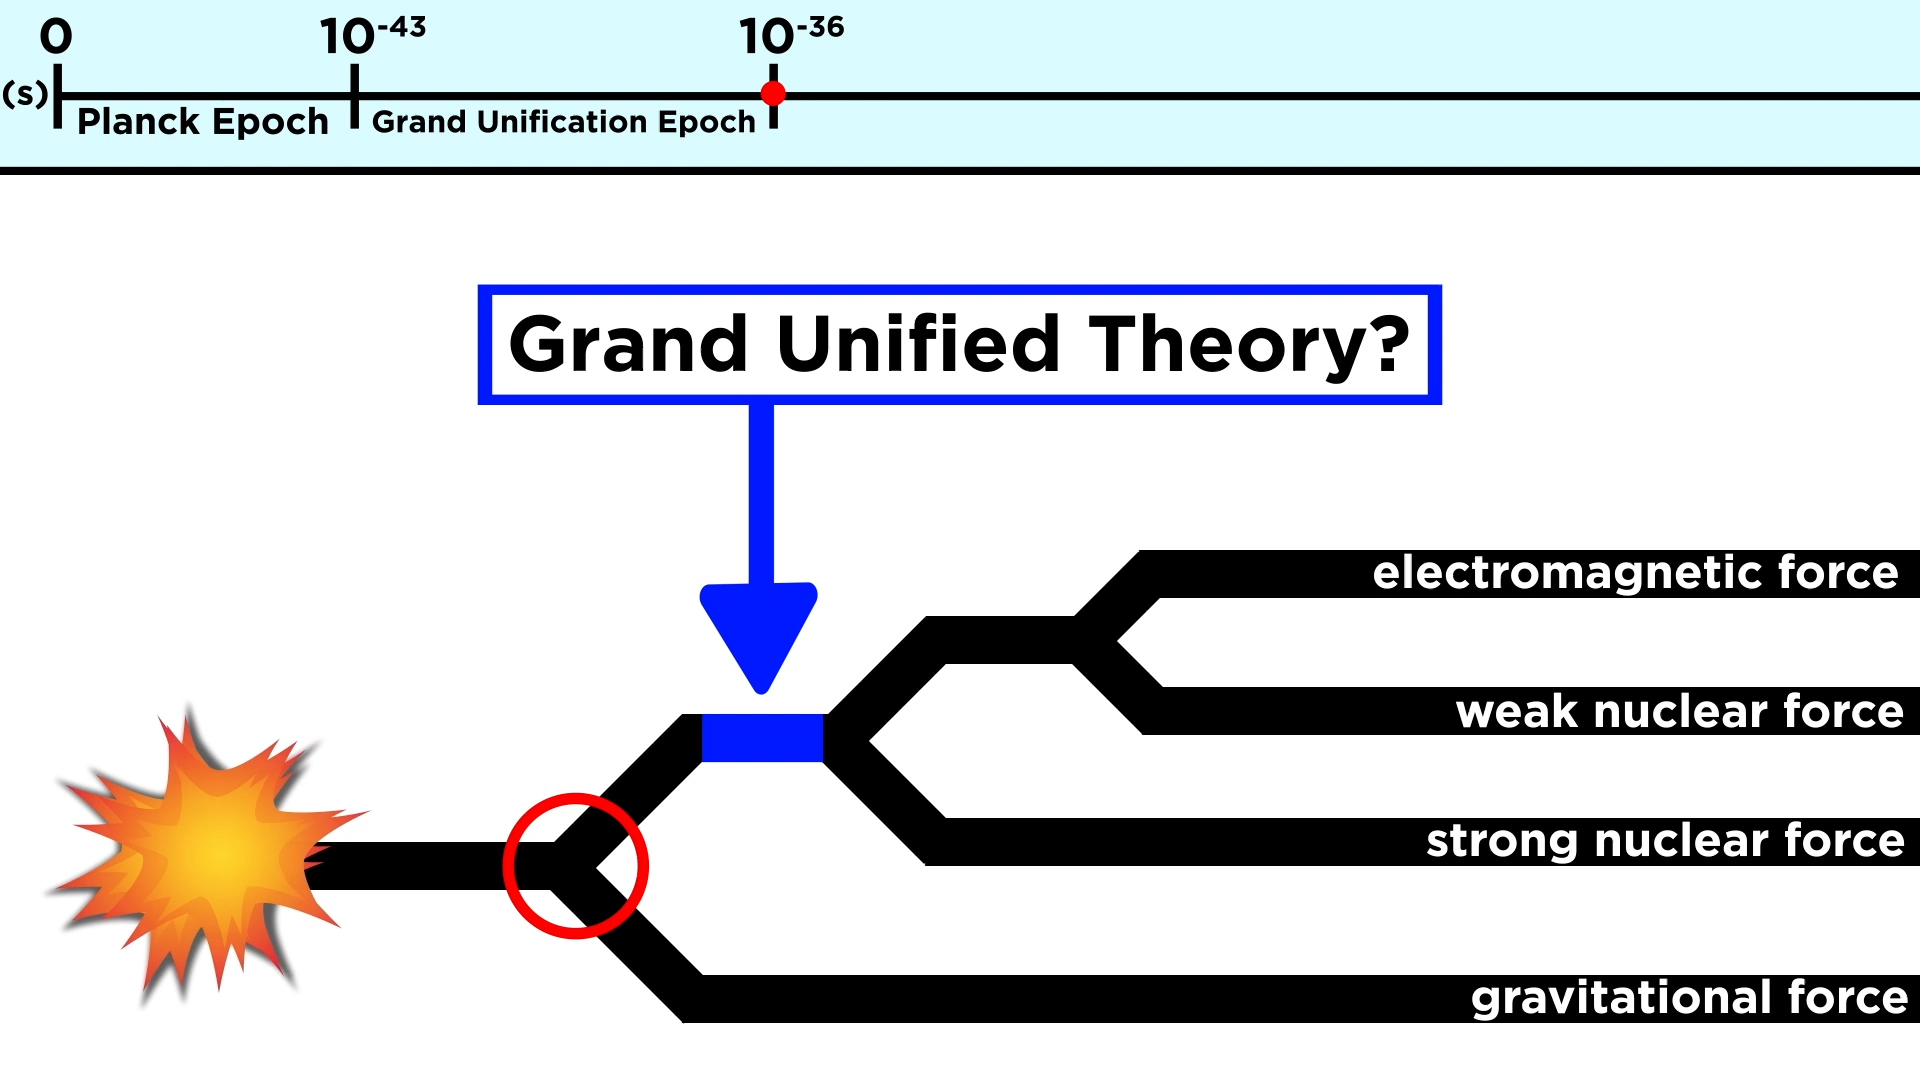 0 10⁻⁴³ 10⁻³⁶
(s)
Planck Epoch Grand Unification Epoch
Grand Unified Theory?
electromagnetic force
weak nuclear force
strong nuclear force
gravitational force